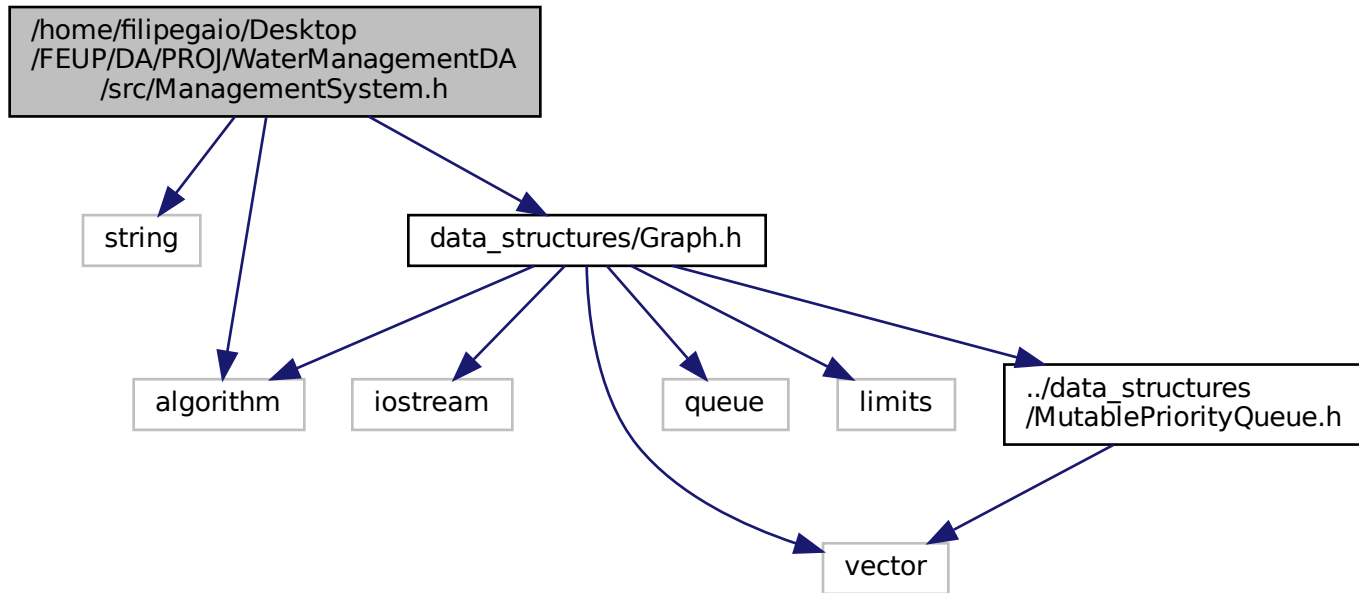 /home/filipegaio/Desktop
/FEUP/DA/PROJ/WaterManagementDA
/src/ManagementSystem.h
string
data_structures/Graph.h
algorithm
iostream
queue
limits
../data_structures
/MutablePriorityQueue.h
vector